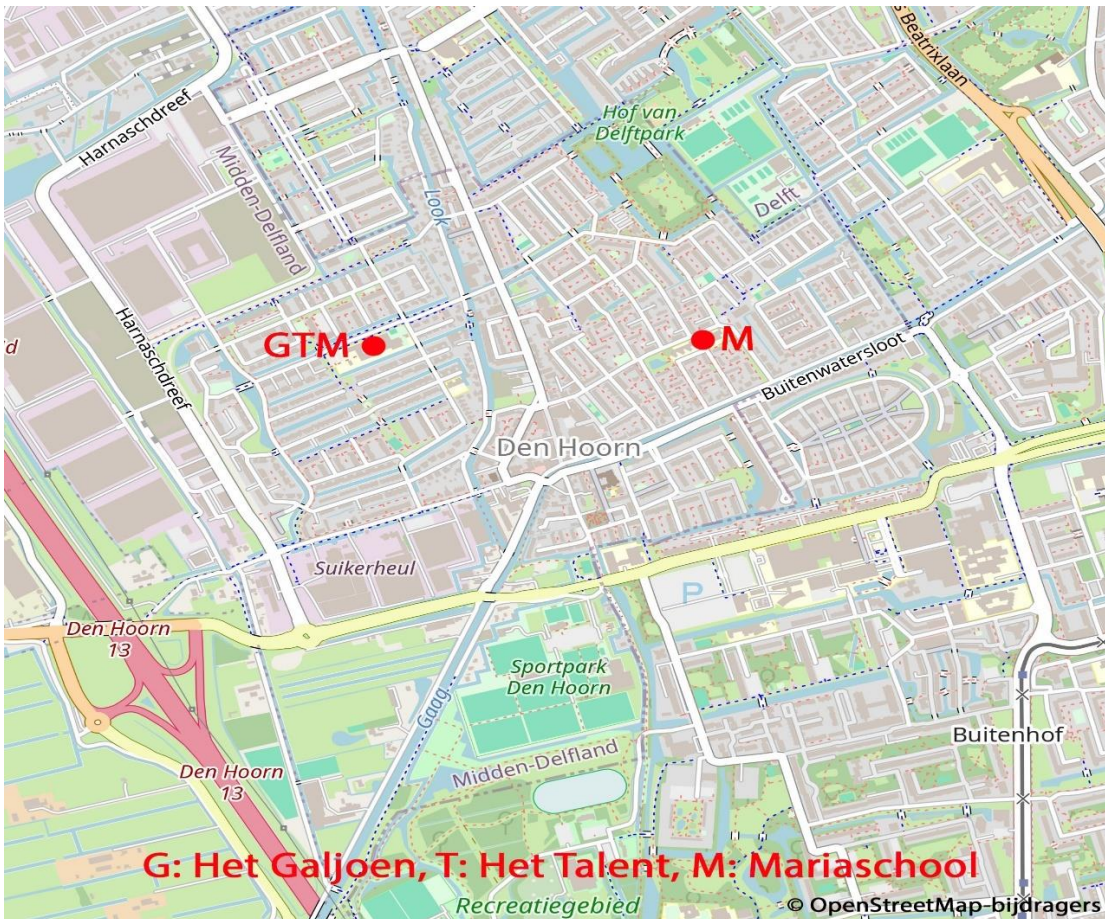 s Beatrixlaan
Harnaschdreef
Hof van
Delftpark
Midden-Delfland
Look
Delft
Harnaschdreef
GTM
M
Buitenwatersloot
Den Hoorn
Suikerheul
P
Den Hoorn
13
Sportpark
Den Hoorn
Gaag
Buitenhof
Midden-Delfland
Den Hoorn
13
G: Het Galjoen, T: Het Talent, M: Mariaschool
Recreatiegebied
© OpenStreetMap-bijdragers